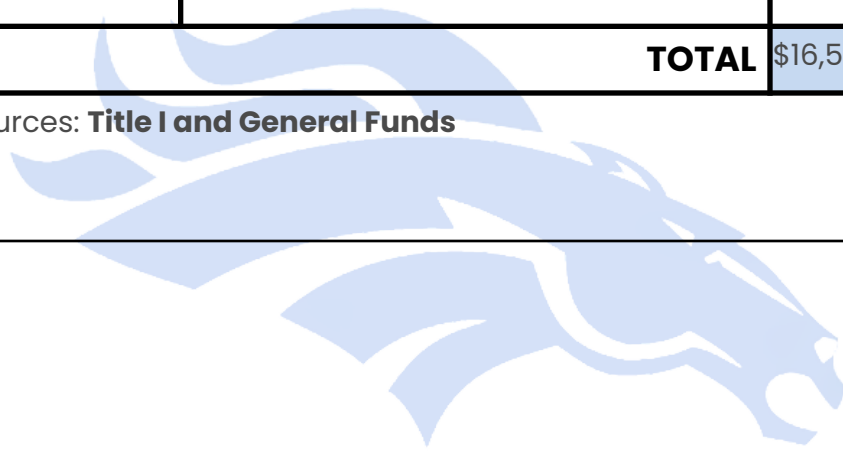 TOTAL $16,5
urces: Title I and General Funds